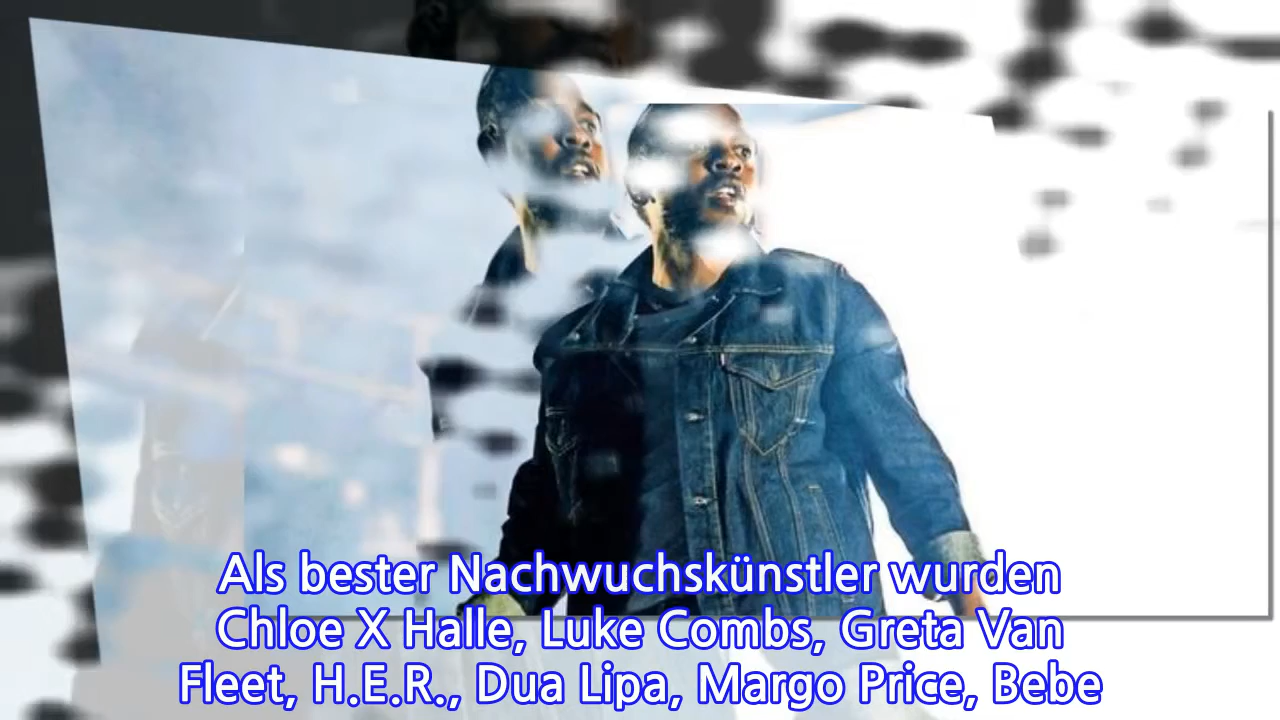 Als bester Nachwuchskünstler wurden
Chloe X Halle, Luke Combs, Greta Van
Fleet, H.E.R., Dua Lipa, Margo Price, Bebe